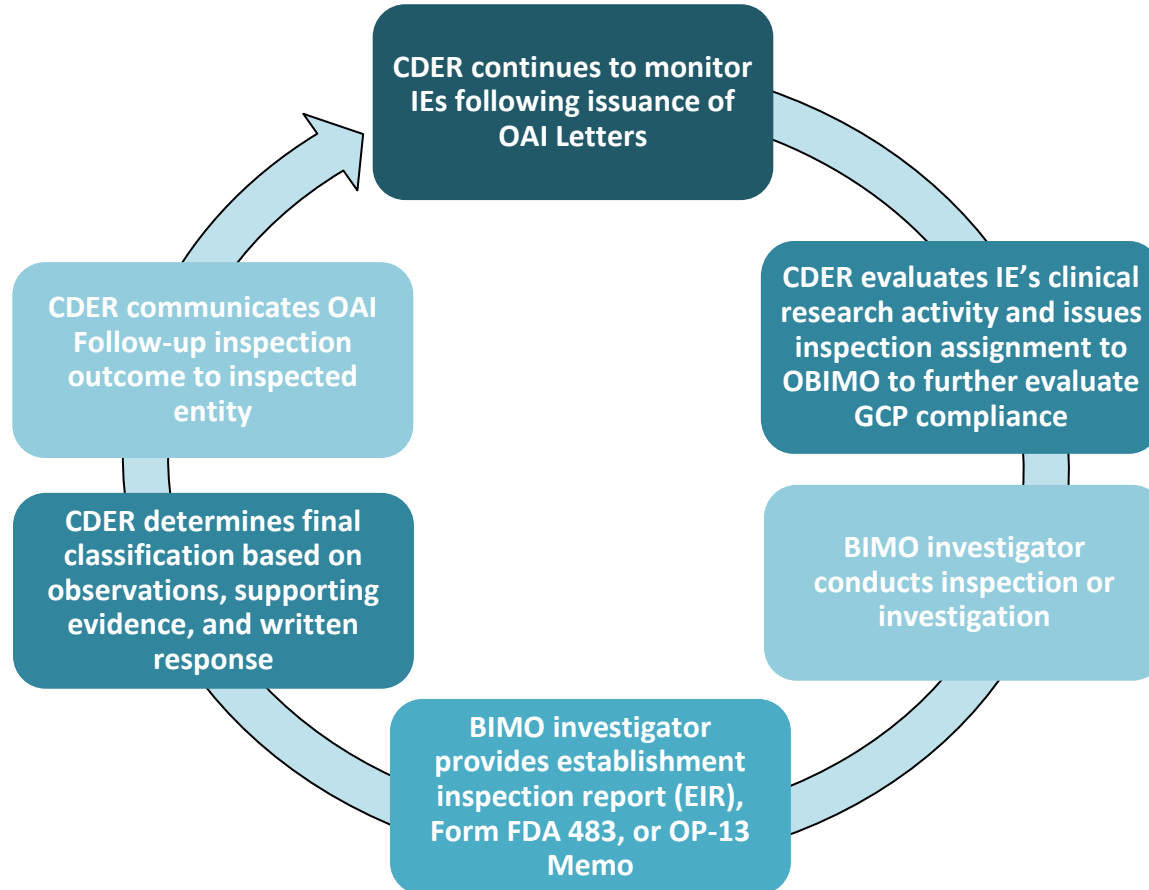 CDER continues to monitor
IEs following issuance of
OAI Letters
CDER evaluates IE’s clinical
research activity and issues
inspection assignment to
OBIMO to further evaluate
GCP compliance
BIMO investigator
conducts inspection or
investigation
BIMO investigator
provides establishment
inspection report (EIR),
Form FDA 483, or OP-13
Memo
CDER determines final
classification based on
observations, supporting
evidence, and written
response
CDER communicates OAI
Follow-up inspection
outcome to inspected
entity